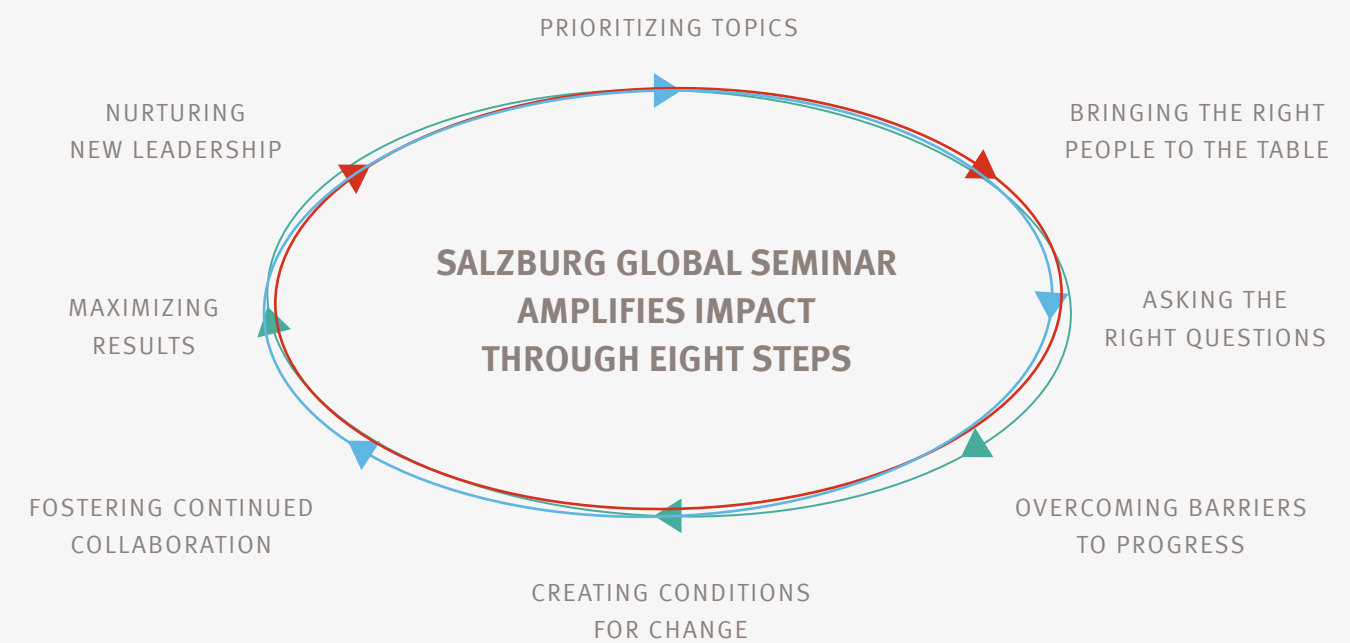 PRIORITIZING TOPICS
BRINGING THE RIGHT
PEOPLE TO THE TABLE
ASKING THE
RIGHT QUESTIONS
OVERCOMING BARRIERS
TO PROGRESS
CREATING CONDITIONS
FOR CHANGE
FOSTERING CONTINUED
COLLABORATION
MAXIMIZING
RESULTS
NURTURING
NEW LEADERSHIP
SALZBURG GLOBAL SEMINAR
AMPLIFIES IMPACT
THROUGH EIGHT STEPS